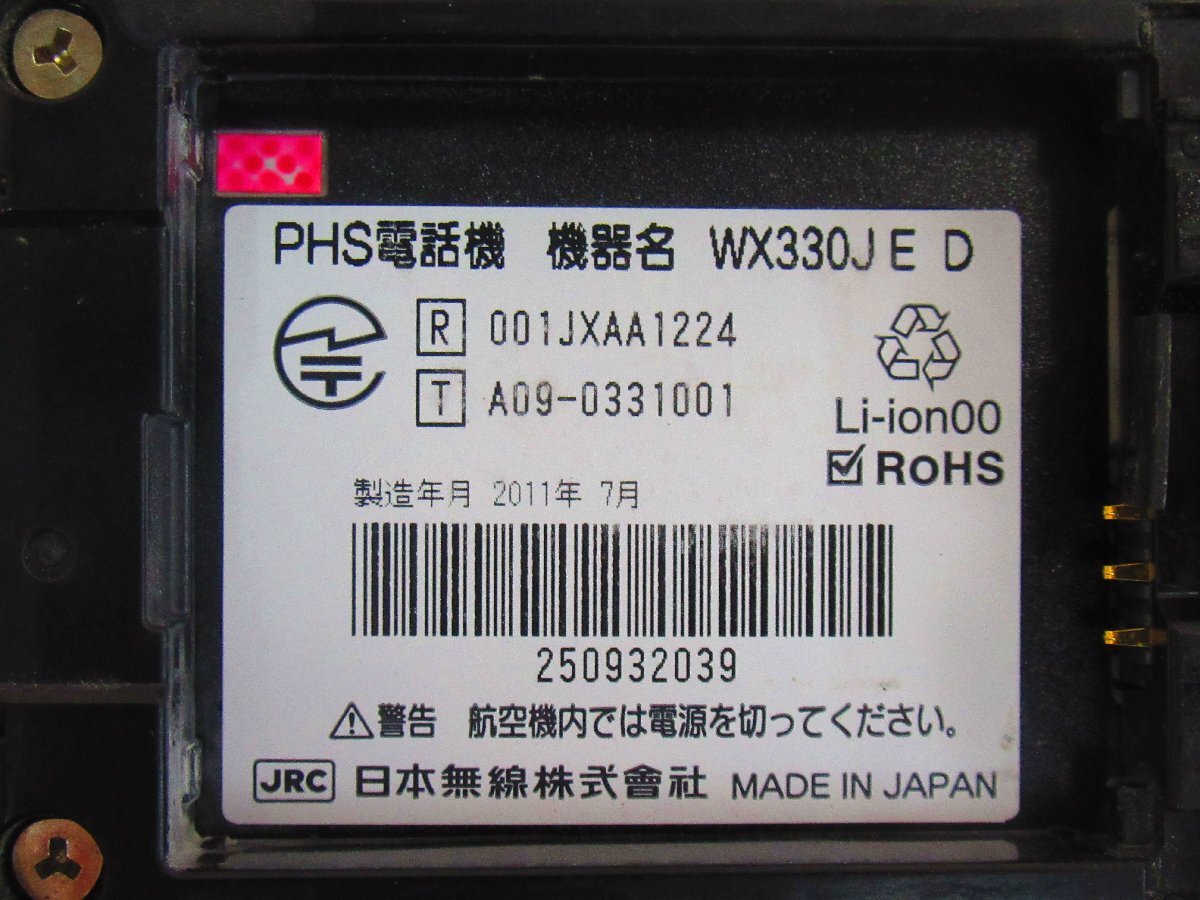 PHS電話機 機器名 WX330J E D
R 001JXAA1224
T A09-0331001
Li-ion00
RoHS
製造年月 2011年 7月
250932039
警告 航空機内では電源を切ってください。
JRC 日本無線株式會社 MADE IN JAPAN